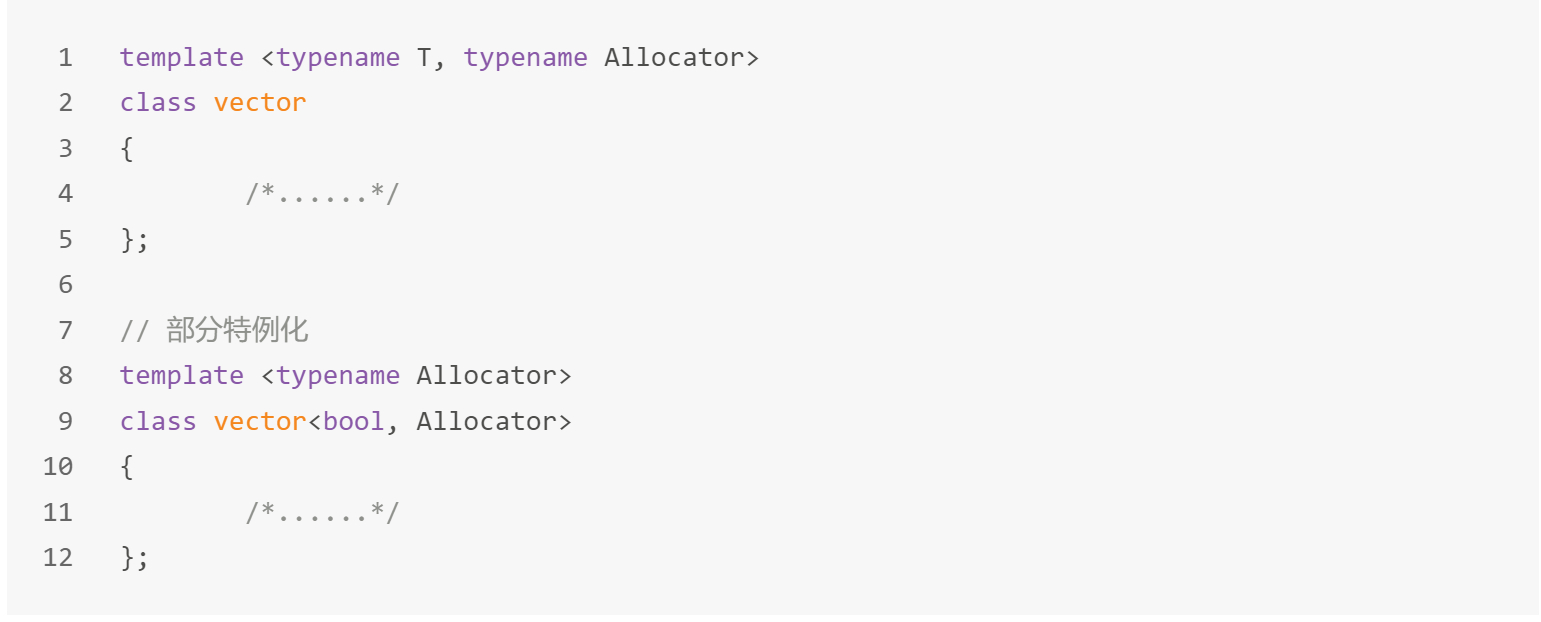 1 template <typename T, typename Allocator>
2 class vector
3 {
4         /*......*/
5 };
6
7 // 部分特例化
8 template <typename Allocator>
9 class vector<bool, Allocator>
10 {
11         /*......*/
12 };